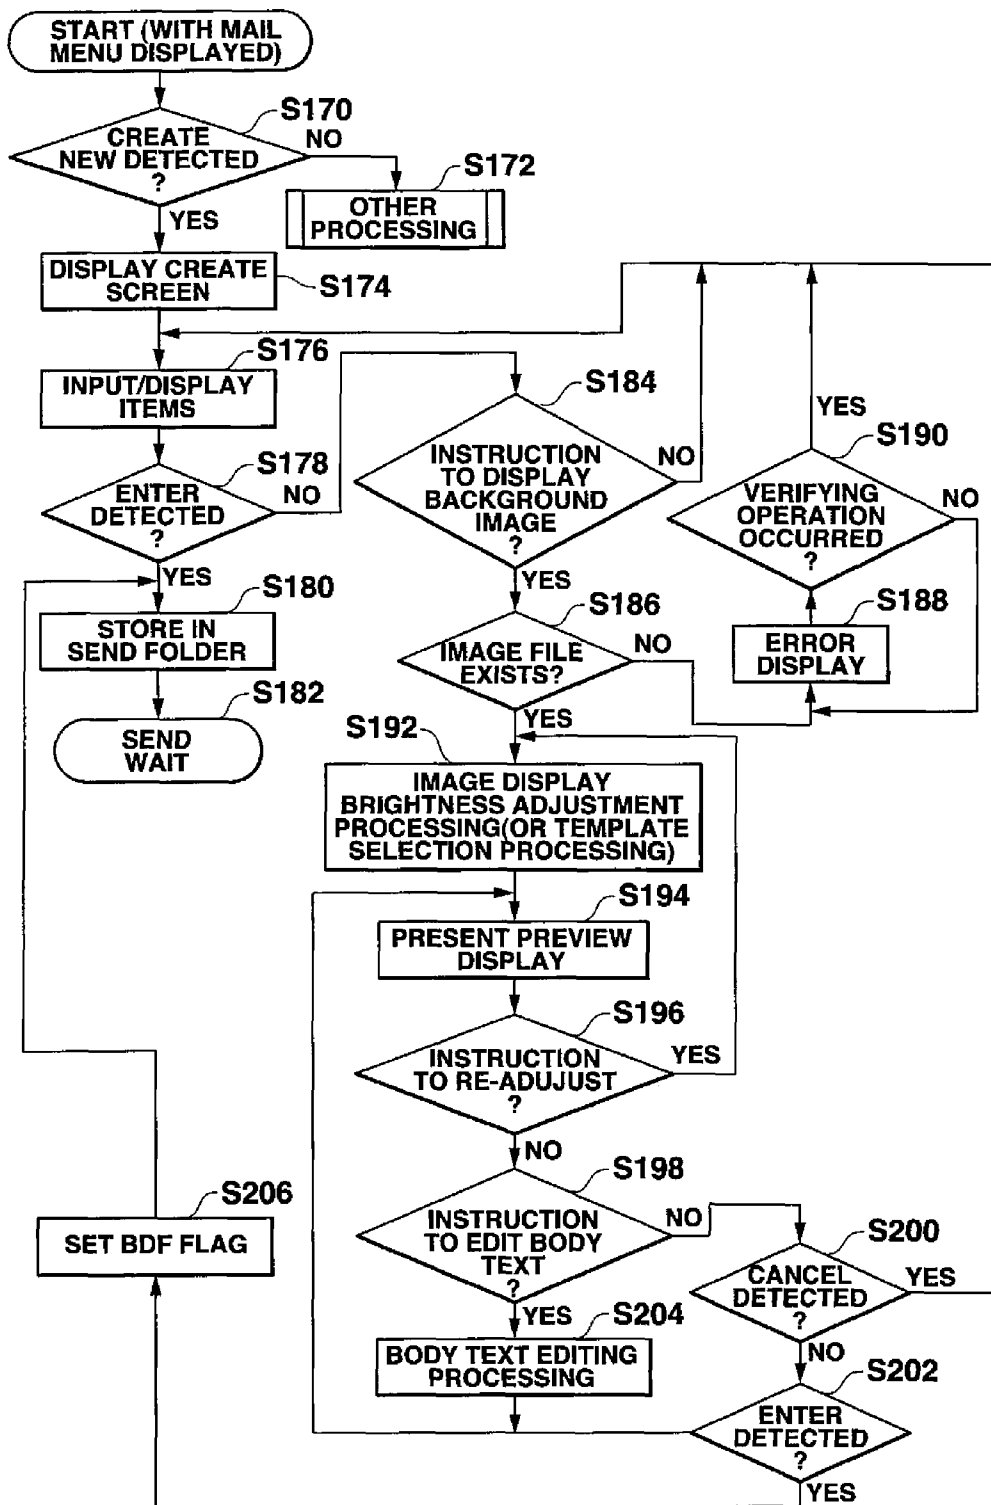 START (WITH MAIL
MENU DISPLAYED)
S170
CREATE
NEW DETECTED
?
NO
YES
S172
OTHER
PROCESSING
DISPLAY CREATE
SCREEN
S174
S176
INPUT/DISPLAY
ITEMS
S178
ENTER
DETECTED
?
NO
YES
S180
STORE IN
SEND FOLDER
S182
SEND
WAIT
S184
INSTRUCTION
TO DISPLAY
BACKGROUND
IMAGE
?
NO
YES
S186
IMAGE FILE
EXISTS?
NO
YES
S188
ERROR
DISPLAY
S190
VERIFYING
OPERATION
OCCURRED
?
YES
NO
S192
IMAGE DISPLAY
BRIGHTNESS ADJUSTMENT
PROCESSING(OR TEMPLATE
SELECTION PROCESSING)
S194
PRESENT PREVIEW
DISPLAY
S196
INSTRUCTION
TO RE-ADUJUST
?
YES
NO
S198
INSTRUCTION
TO EDIT BODY
TEXT
?
NO
YES
S200
CANCEL
DETECTED
?
YES
NO
S204
BODY TEXT EDITING
PROCESSING
S202
ENTER
DETECTED
?
YES
S206
SET BDF FLAG